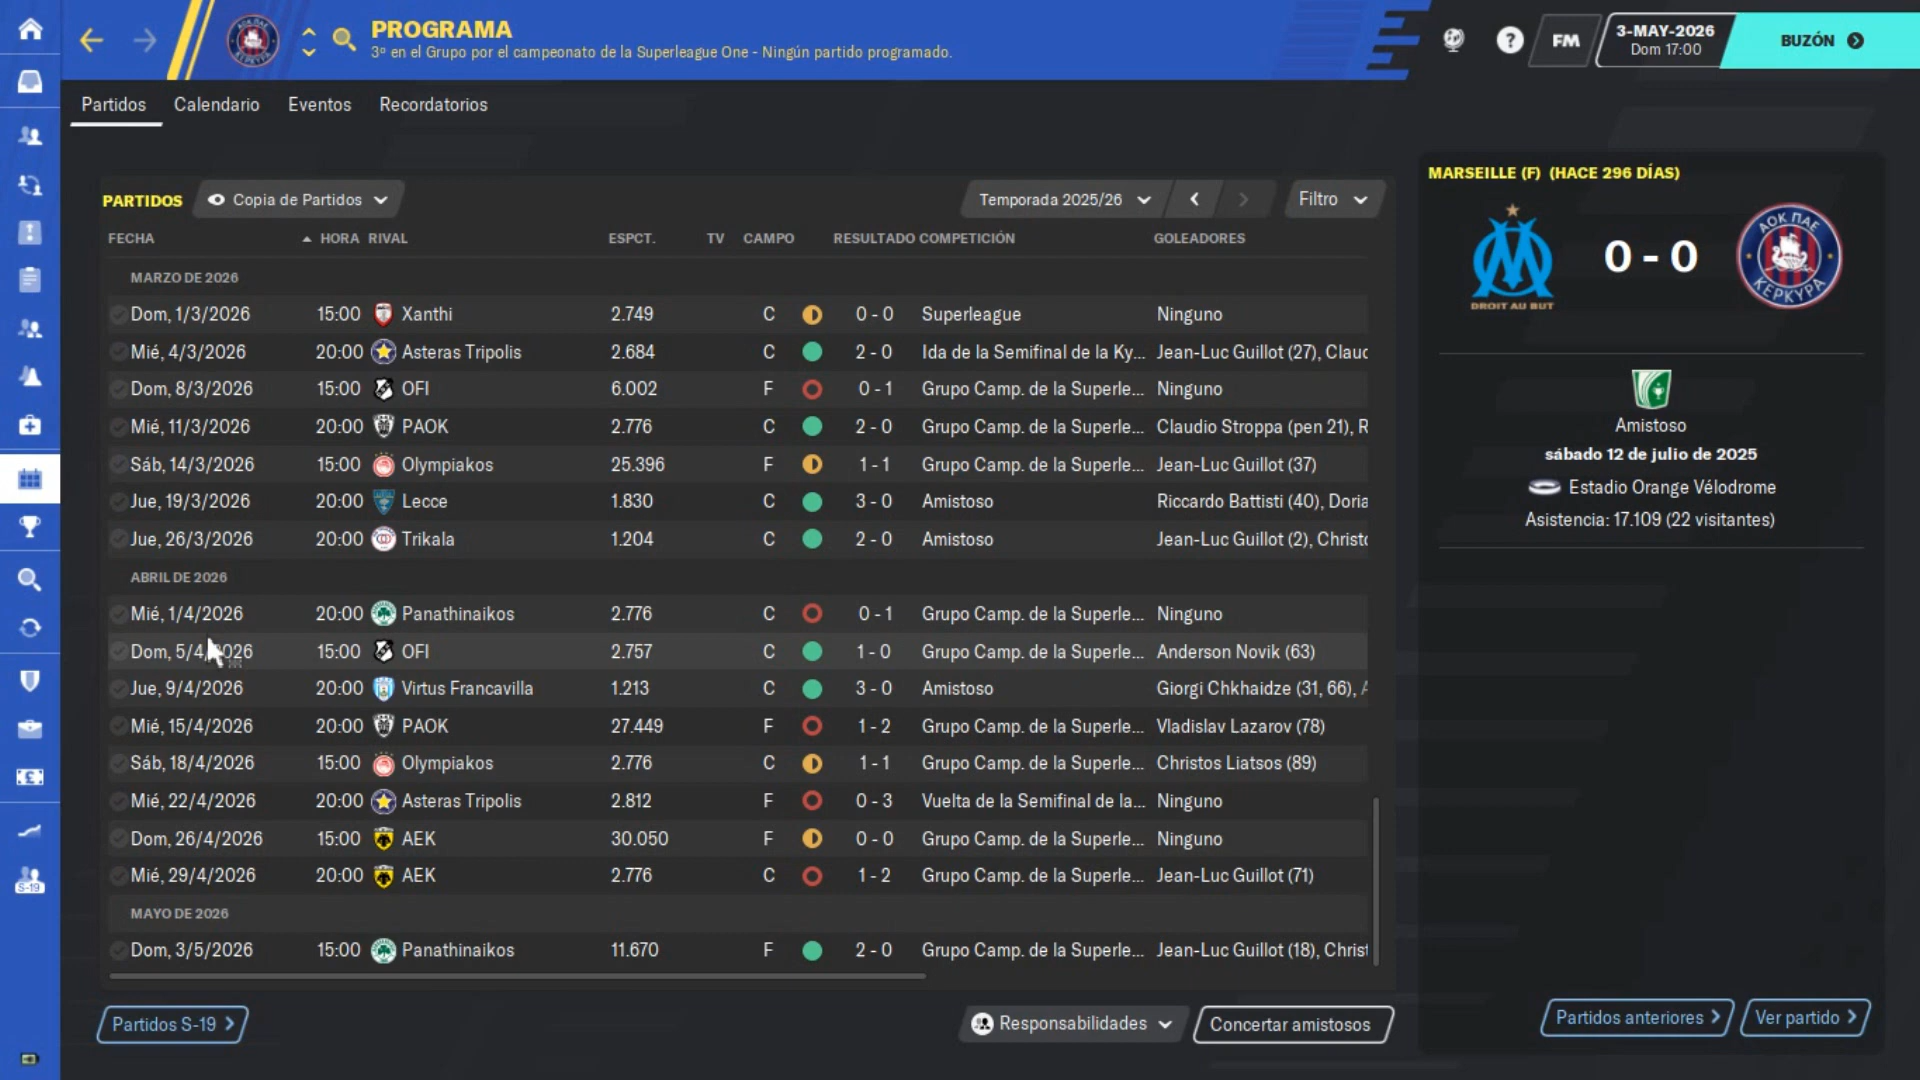 PROGRAMA
3º en el Grupo por el campeonato de la Superleague One - Ningún partido programado.
FM
3-MAY-2026
Dom 17:00
BUZÓN
Partidos Calendario Eventos Recordatorios
PARTIDOS Copia de Partidos Temporada 2025/26 Filtro
FECHA HORA RIVAL ESPCT. TV CAMPO RESULTADO COMPETICIÓN GOLEADORES
MARZO DE 2026
Dom, 1/3/2026 15:00 Xanthi 2.749 C 0 - 0 Superleague Ninguno
Mié, 4/3/2026 20:00 Asteras Tripolis 2.684 C 2 - 0 Ida de la Semifinal de la Ky... Jean-Luc Guillot (27), Clauc
Dom, 8/3/2026 15:00 OFI 6.002 F 0 - 1 Grupo Camp. de la Superle... Ninguno
Mié, 11/3/2026 20:00 PAOK 2.776 C 2 - 0 Grupo Camp. de la Superle... Claudio Stroppa (pen 21), R
Sáb, 14/3/2026 15:00 Olympiakos 25.396 F 1 - 1 Grupo Camp. de la Superle... Jean-Luc Guillot (37)
Jue, 19/3/2026 20:00 Lecce 1.830 C 3 - 0 Amistoso Riccardo Battisti (40), Doria
Jue, 26/3/2026 20:00 Trikala 1.204 C 2 - 0 Amistoso Jean-Luc Guillot (2), Christo
ABRIL DE 2026
Mié, 1/4/2026 20:00 Panathinaikos 2.776 C 0 - 1 Grupo Camp. de la Superle... Ninguno
Dom, 5/4/2026 15:00 OFI 2.757 C 1 - 0 Grupo Camp. de la Superle... Anderson Novik (63)
Jue, 9/4/2026 20:00 Virtus Francavilla 1.213 C 3 - 0 Amistoso Giorgi Chkhaidze (31, 66),
Mié, 15/4/2026 20:00 PAOK 27.449 F 1 - 2 Grupo Camp. de la Superle... Vladislav Lazarov (78)
Sáb, 18/4/2026 15:00 Olympiakos 2.776 C 1 - 1 Grupo Camp. de la Superle... Christos Liatsos (89)
Mié, 22/4/2026 20:00 Asteras Tripolis 2.812 F 0 - 3 Vuelta de la Semifinal de la... Ninguno
Dom, 26/4/2026 15:00 AEK 30.050 F 0 - 0 Grupo Camp. de la Superle... Ninguno
Mié, 29/4/2026 20:00 AEK 2.776 C 1 - 2 Grupo Camp. de la Superle... Jean-Luc Guillot (71)
MAYO DE 2026
Dom, 3/5/2026 15:00 Panathinaikos 11.670 F 2 - 0 Grupo Camp. de la Superle... Jean-Luc Guillot (18), Christ
Partidos S-19 Responsabilidades Concertar amistosos
MARSEILLE (F) (HACE 296 DÍAS)
DROIT AU BUT
0 - 0
ΑΟΚ ΠΑΕ
ΚΕΡΚΥΡΑ
Amistoso
sábado 12 de julio de 2025
Estadio Orange Vélodrome
Asistencia: 17.109 (22 visitantes)
Partidos anteriores Ver partido
S-19